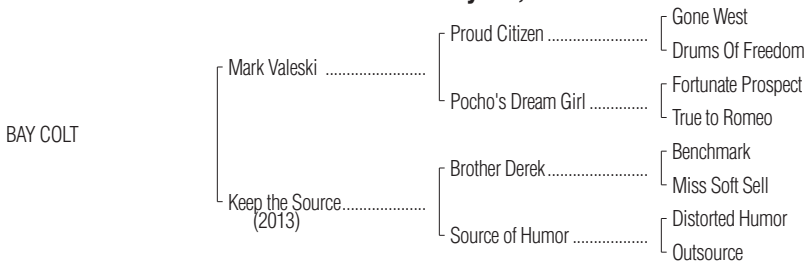 Gone West
Proud Citizen ........................
Drums Of Freedom
Mark Valeski ........................
Fortunate Prospect
Pocho's Dream Girl ..............
True to Romeo
BAY COLT
Benchmark
Brother Derek ........................
Miss Soft Sell
Keep the Source ....................
(2013)
Distorted Humor
Source of Humor ..................
Outsource